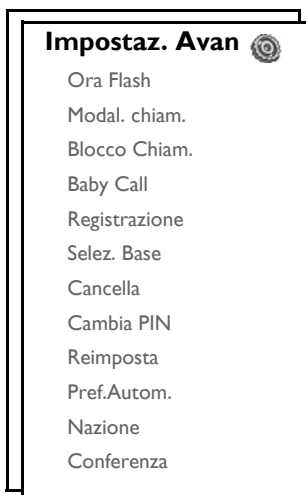 Impostaz. Avan
Ora Flash
Modal. chiam.
Blocco Chiam.
Baby Call
Registrazione
Selez. Base
Cancella
Cambia PIN
Reimposta
Pref.Autom.
Nazione
Conferenza